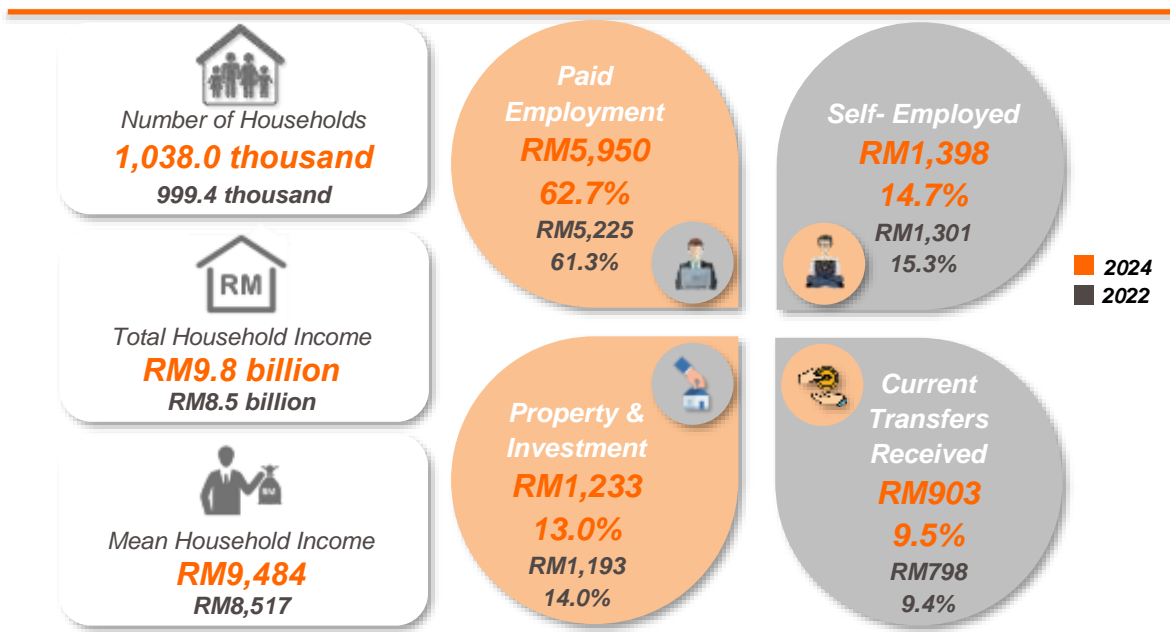 Number of Households
1,038.0 thousand
999.4 thousand
RM
Total Household Income
RM9.8 billion
RM8.5 billion
Mean Household Income
RM9,484
RM8,517
Paid
Employment
RM5,950
62.7%
RM5,225
61.3%
Self- Employed
RM1,398
14.7%
RM1,301
15.3%
Property &
Investment
RM1,233
13.0%
RM1,193
14.0%
Current
Transfers
Received
RM903
9.5%
RM798
9.4%
2024
2022